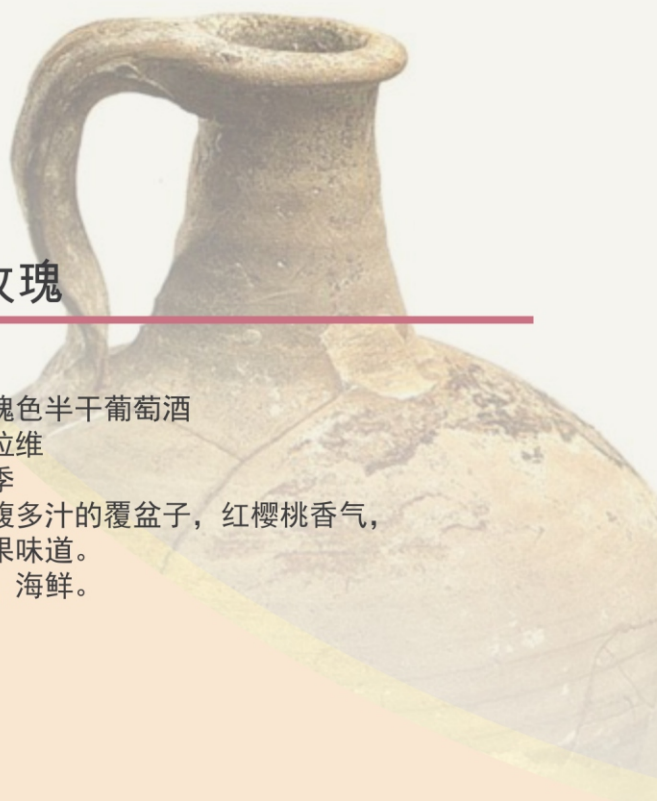 玫瑰
瑰色半干葡萄酒
拉维
季
多汁的覆盆子，红樱桃香气，
果味道。
海鲜。